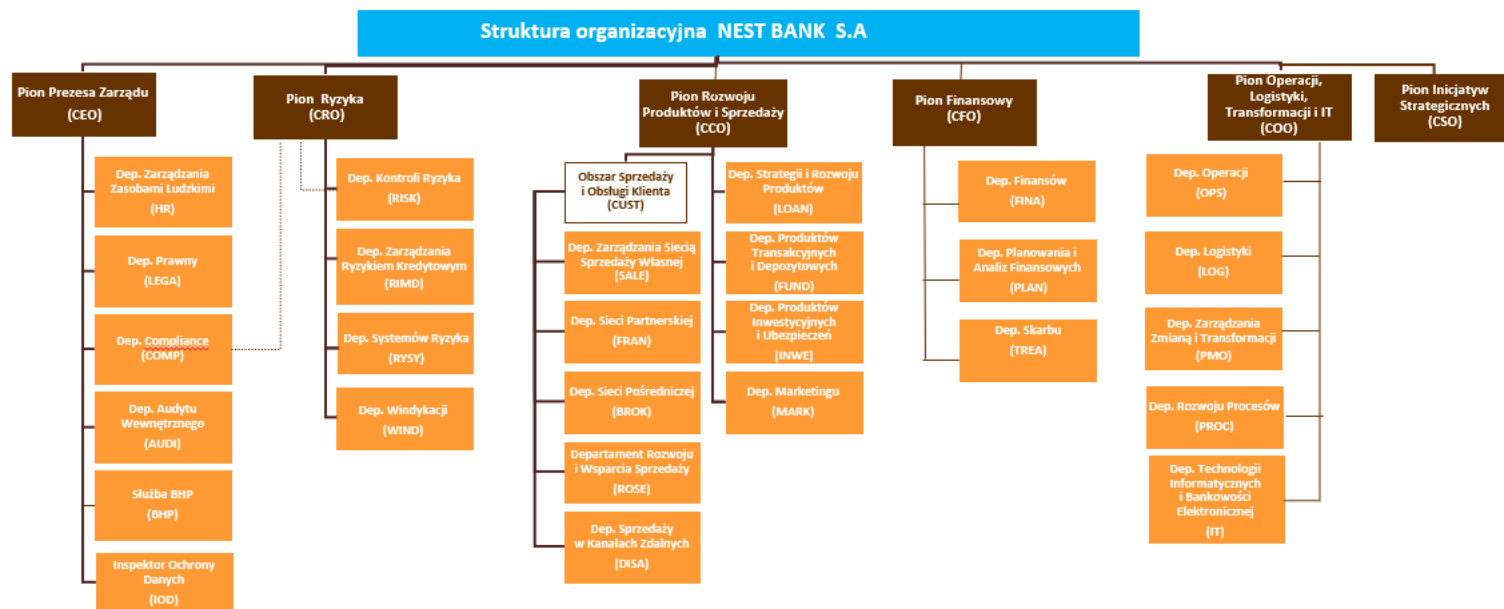 Struktura organizacyjna NEST BANK S.A
Pion Prezesa Zarządu
(CEO)
Dep. Zarządzania
Zasobami Ludzkimi
(HR)
Dep. Prawny
(LEGA)
Dep. Compliance
(COMP)
Dep. Audytu
Wewnętrznego
(AUDI)
Służba BHP
(BHP)
Inspektor Ochrony
Danych
(IOD)
Pion Ryzyka
(CRO)
Dep. Kontroli Ryzyka
(RISK)
Dep. Zarządzania
Ryzykiem Kredytowym
(RIMD)
Dep. Systemów Ryzyka
(RYSY)
Dep. Windykacji
(WIND)
Pion Rozwoju
Produktów i Sprzedaży
(CCO)
Obszar Sprzedaży
i Obsługi Klienta
(CUST)
Dep. Zarządzania Siecią
Sprzedaży Własnej
(SALE)
Dep. Sieci Partnerskiej
(FRAN)
Dep. Sieci Pośredniczej
(BROK)
Departament Rozwoju
i Wsparcia Sprzedaży
(ROSE)
Dep. Sprzedaży
w Kanałach Zdalnych
(DISA)
Dep. Strategii i Rozwoju
Produktów
(LOAN)
Dep. Produktów
Transakcyjnych
i Depozytowych
(FUND)
Dep. Produktów
Inwestycyjnych
i Ubezpieczeń
(INWE)
Dep. Marketingu
(MARK)
Pion Finansowy
(CFO)
Dep. Finansów
(FINA)
Dep. Planowania i
Analiz Finansowych
(PLAN)
Dep. Skarbu
(TREA)
Pion Operacji,
Logistyki,
Transformacji i IT
(COO)
Dep. Operacji
(OPS)
Dep. Logistyki
(LOG)
Dep. Zarządzania
Zmianą i Transformacji
(PMO)
Dep. Rozwoju Procesów
(PROC)
Dep. Technologii
Informatycznych
i Bankowości
Elektronicznej
(IT)
Pion Inicjatyw
Strategicznych
(CSO)